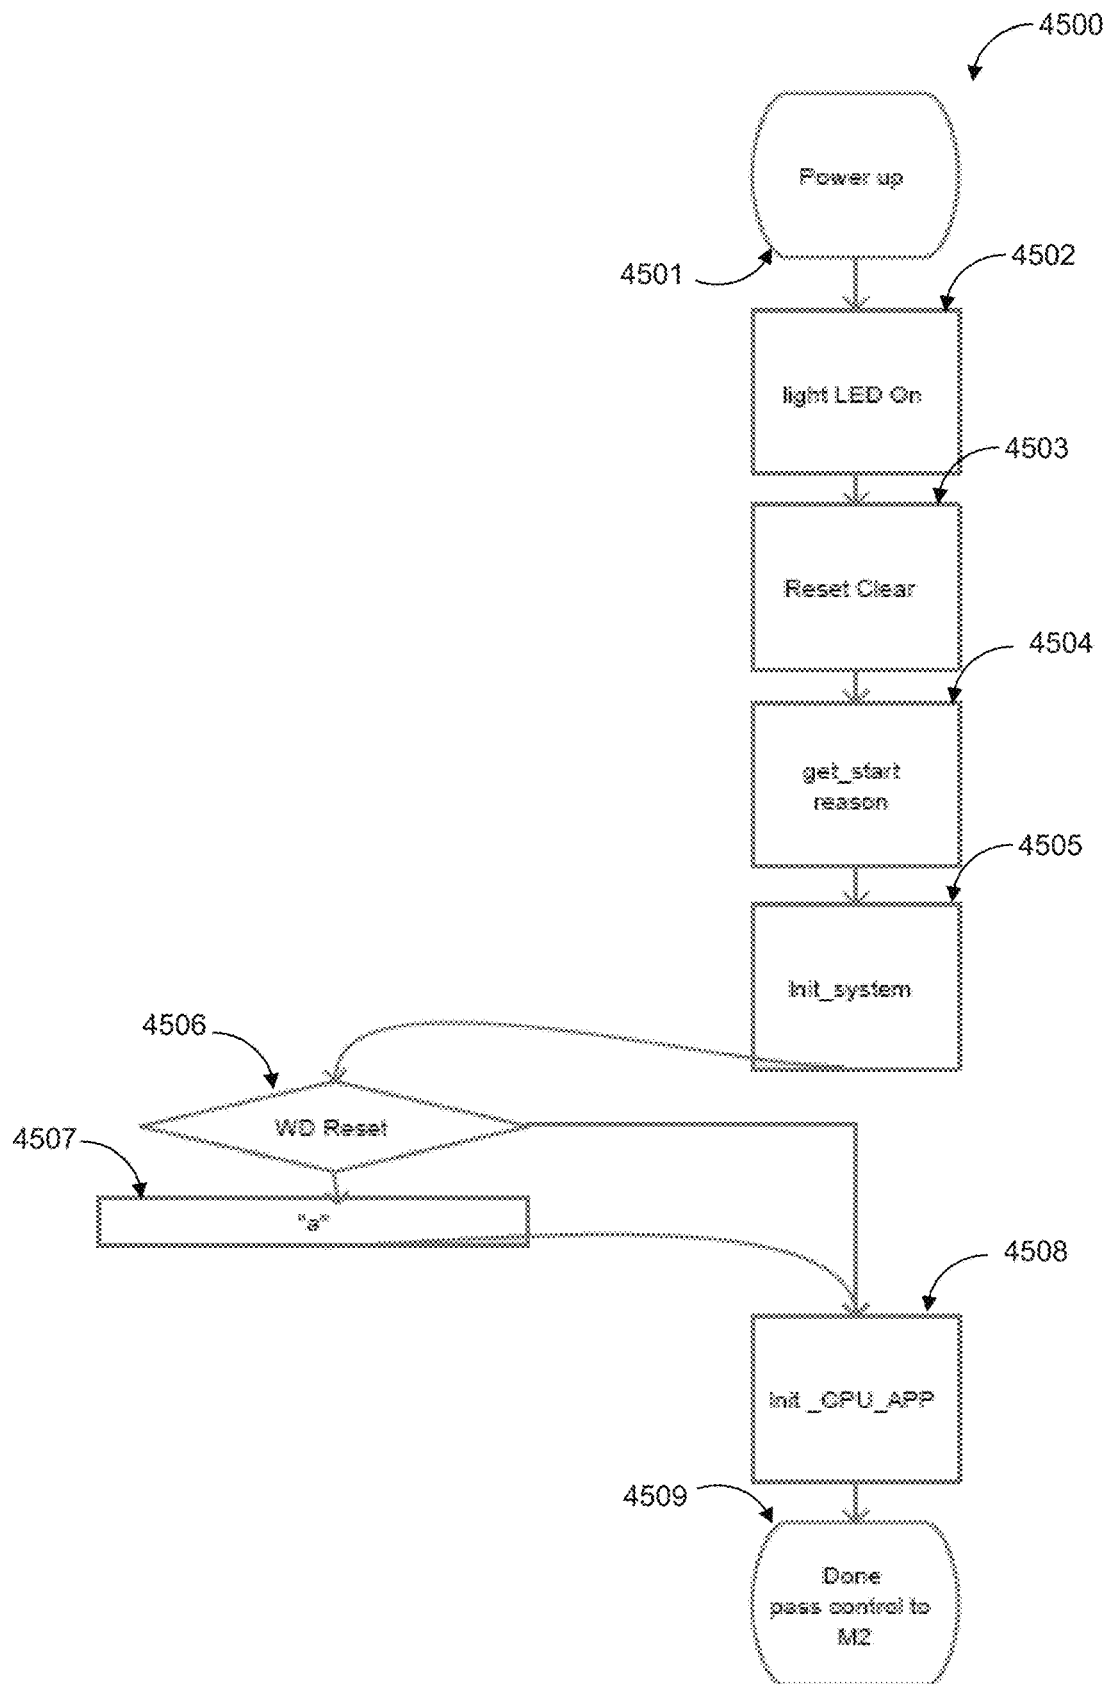 4500
Power up
4501
4502
light LED On
4503
Reset Clear
4504
get_start
reason
4505
Init_system
4506
WD Reset
4507
"a"
4508
Init _CPU_APP
4509
Done
pass control to
M2